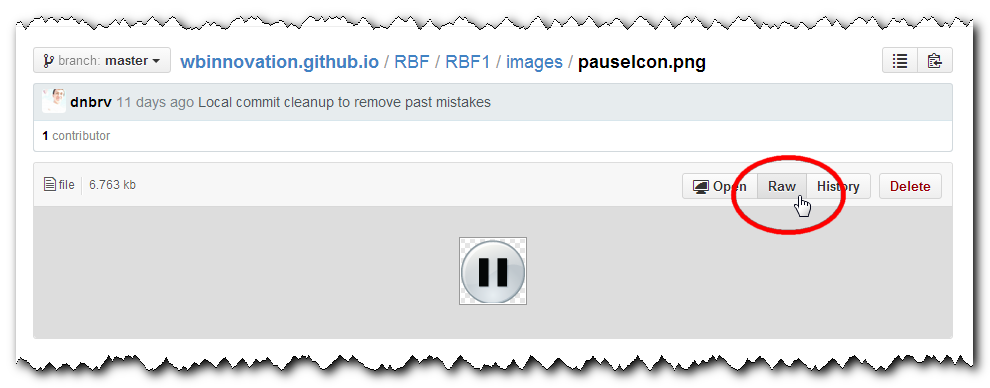 branch: master wbinnovation.github.io / RBF / RBF1 / images / pauseIcon.png
dnbrv 11 days ago Local commit cleanup to remove past mistakes
1 contributor
file 6.763 kb Open Raw History Delete